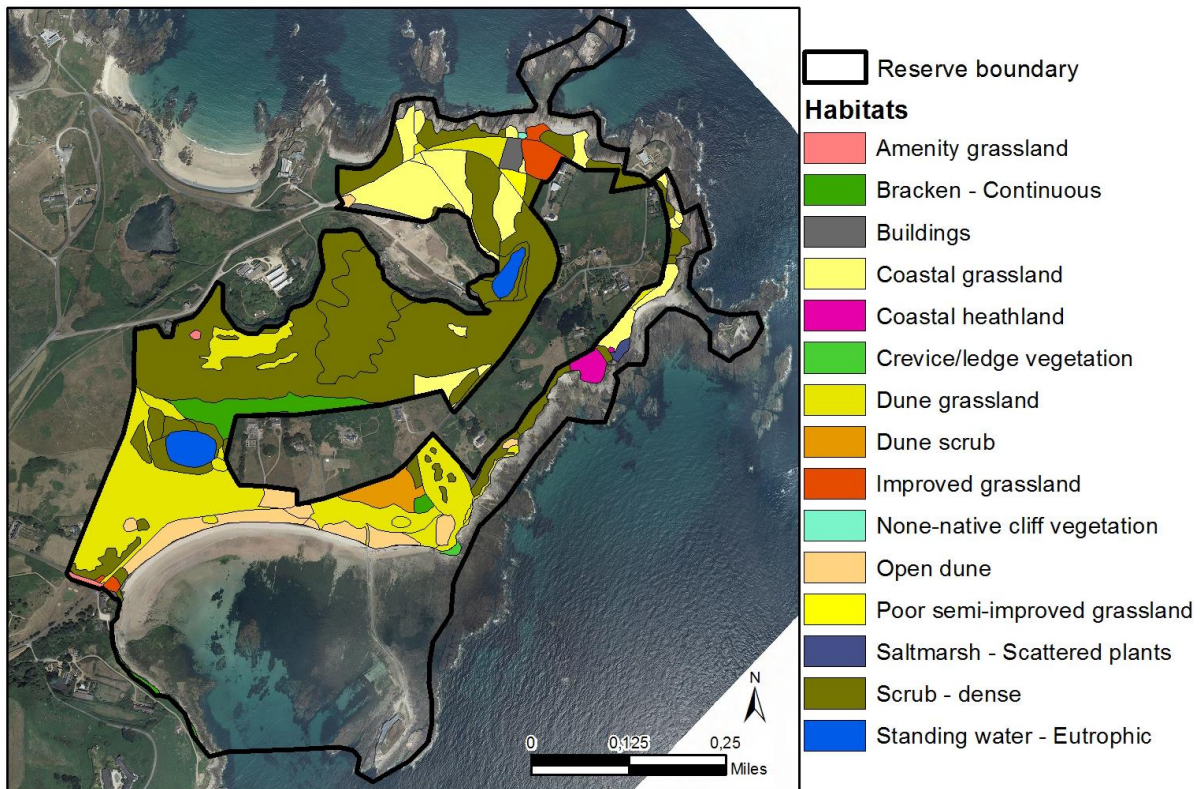 Reserve boundary
Habitats
Amenity grassland
Bracken - Continuous
Buildings
Coastal grassland
Coastal heathland
Crevice/ledge vegetation
Dune grassland
Dune scrub
Improved grassland
None-native cliff vegetation
Open dune
Poor semi-improved grassland
Saltmarsh - Scattered plants
Scrub - dense
Standing water - Eutrophic
N
0 0,125 0,25
Miles